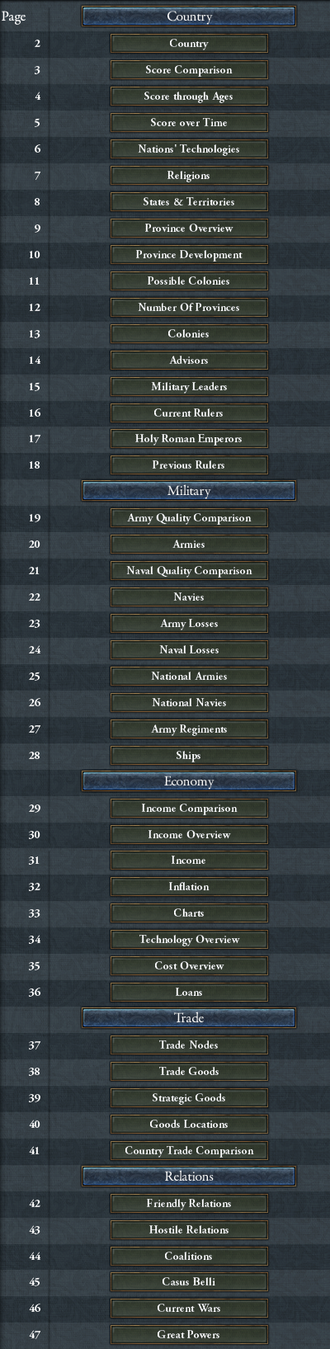 Page Country
2 Country
3 Score Comparison
4 Score through Ages
5 Score over Time
6 Nations' Technologies
7 Religions
8 States & Territories
9 Province Overview
10 Province Development
11 Possible Colonies
12 Number Of Provinces
13 Colonies
14 Advisors
15 Military Leaders
16 Current Rulers
17 Holy Roman Emperors
18 Previous Rulers
Military
19 Army Quality Comparison
20 Armies
21 Naval Quality Comparison
22 Navies
23 Army Losses
24 Naval Losses
25 National Armies
26 National Navies
27 Army Regiments
28 Ships
Economy
29 Income Comparison
30 Income Overview
31 Income
32 Inflation
33 Charts
34 Technology Overview
35 Cost Overview
36 Loans
Trade
37 Trade Nodes
38 Trade Goods
39 Strategic Goods
40 Goods Locations
41 Country Trade Comparison
Relations
42 Friendly Relations
43 Hostile Relations
44 Coalitions
45 Casus Belli
46 Current Wars
47 Great Powers